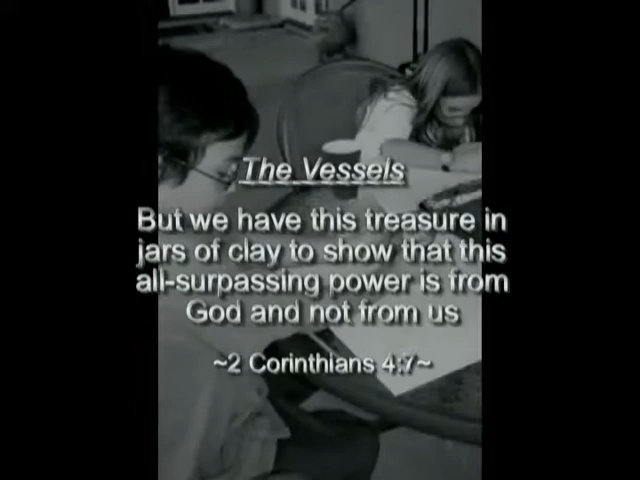 The Vessels
But we have this treasure in
jars of clay to show that this
all-surpassing power is from
God and not from us
~2 Corinthians 4:7~